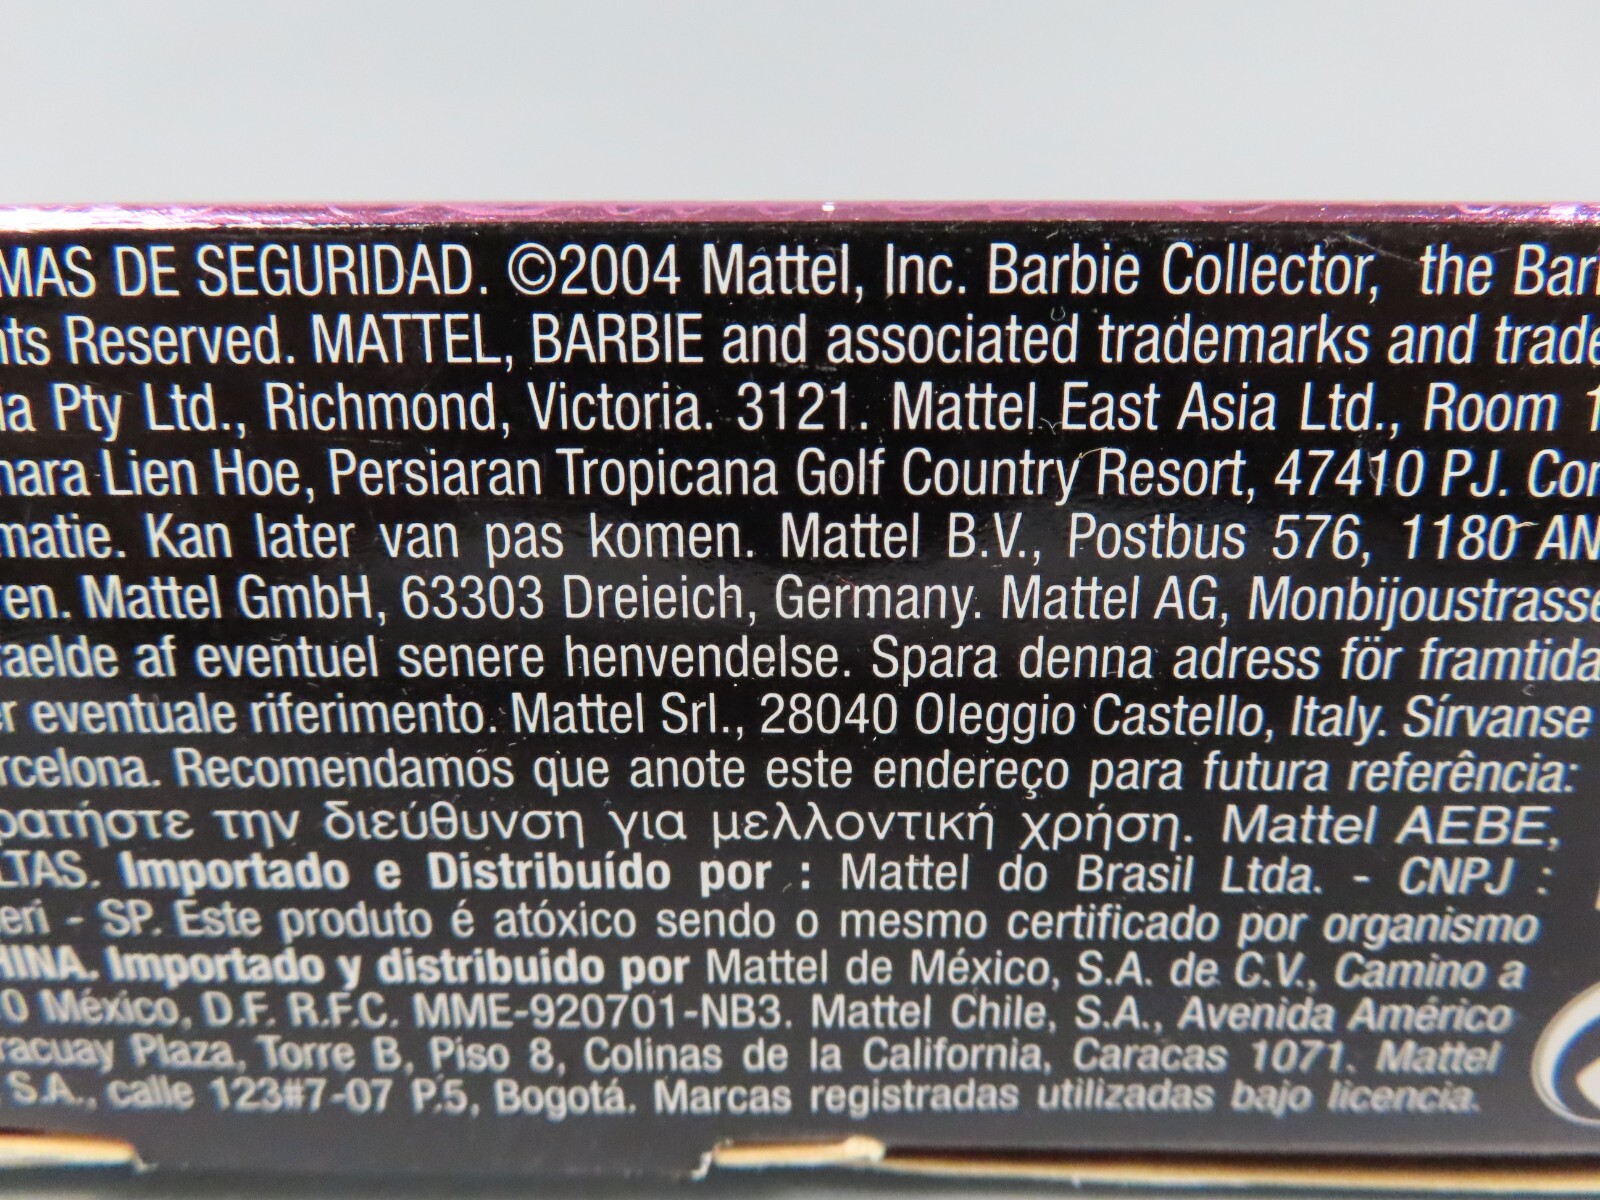 MAS DE SEGURIDAD. ©2004 Mattel, Inc. Barbie Collector, the Bar
ts Reserved. MATTEL, BARBIE and associated trademarks and trade
ia Pty Ltd., Richmond, Victoria. 3121. Mattel East Asia Ltd., Room 1
nara Lien Hoe, Persiaran Tropicana Golf Country Resort, 47410 PJ. Con
matie. Kan later van pas komen. Mattel B.V., Postbus 576, 1180 AN
ren. Mattel GmbH, 63303 Dreieich, Germany. Mattel AG, Monbijoustrasse
raelde af eventuel senere henvendelse. Spara denna adress för framtida
er eventuale riferimento. Mattel Srl., 28040 Oleggio Castello, Italy. Sírvanse
rcelona. Recomendamos que anote este endereço para futura referência:
ρατήστε την διεύθυνση για μελλοντική χρήση. Mattel AEBE,
LTAS. Importado e Distribuído por : Mattel do Brasil Ltda. - CNPJ :
eri - SP. Este produto é atóxico sendo o mesmo certificado por organismo
HINA. Importado y distribuido por Mattel de México, S.A. de C.V., Camino a
0 México, D.F. R.F.C. MME-920701-NB3. Mattel Chile, S.A., Avenida Américo
racuay Plaza, Torre B, Piso 8, Colinas de la California, Caracas 1071. Mattel
S.A., calle 123#7-07 P.5, Bogotá. Marcas registradas utilizadas bajo licencia.